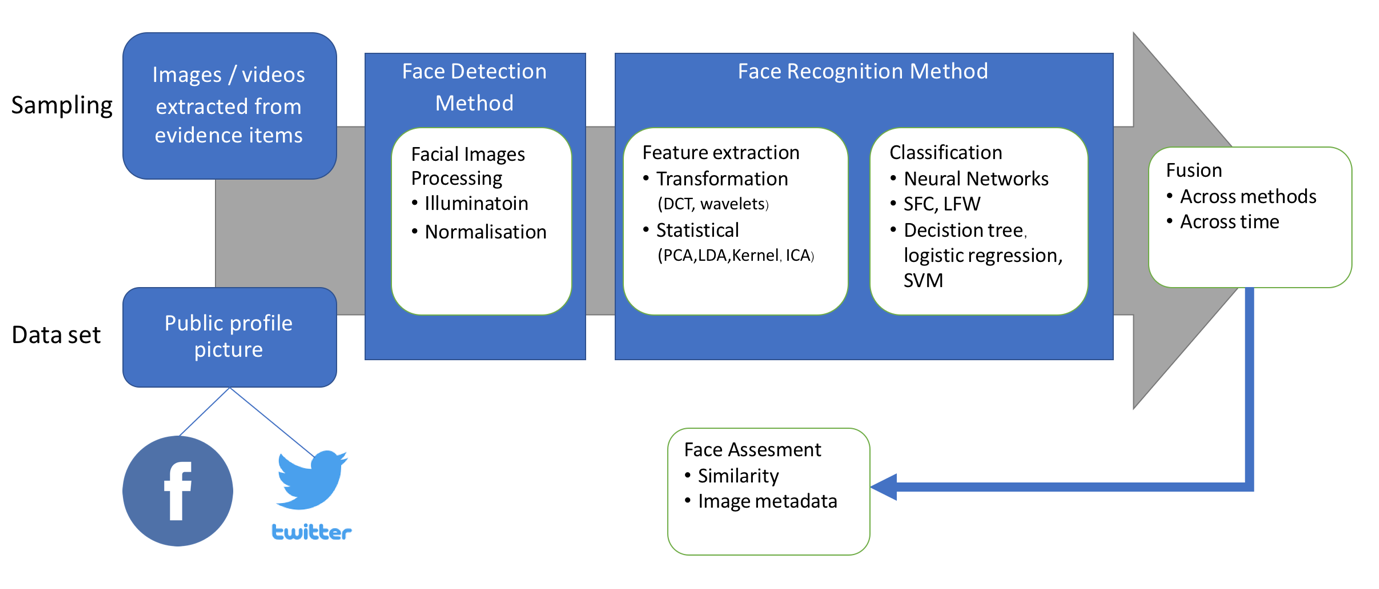 Sampling
Images / videos
extracted from
evidence items
Data set
Public profile
picture
f
twitter
Face Detection
Method
Facial Images
Processing
• Illuminatoin
• Normalisation
Face Recognition Method
Feature extraction
• Transformation
(DCT, wavelets)
• Statistical
(PCA,LDA,Kernel, ICA)
Classification
• Neural Networks
• SFC, LFW
• Decistion tree,
logistic regression,
SVM
Fusion
• Across methods
• Across time
Face Assesment
• Similarity
• Image metadata